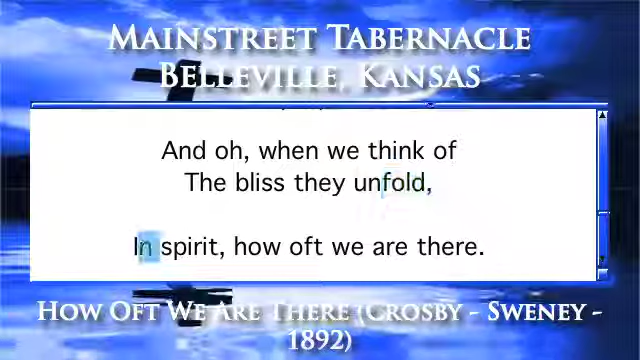 Mainstreet Tabernacle
Belleville, Kansas
And oh, when we think of
The bliss they unfold,
In spirit, how oft we are there.
How Oft We Are There (Crosby - Sweney -
1892)